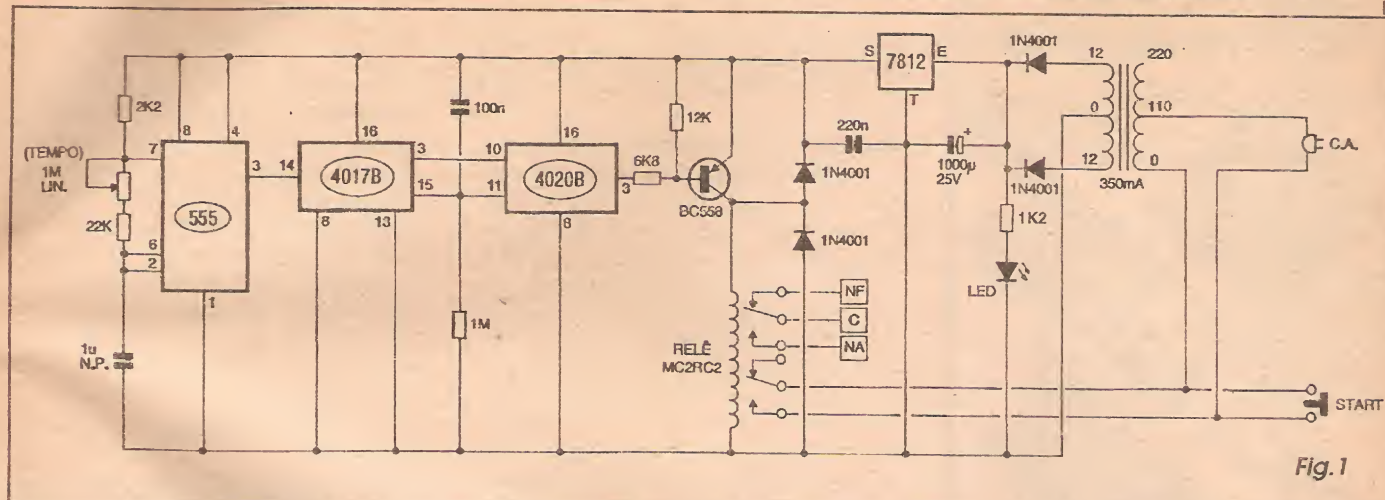 2K2
(TEMPO)
1M
LIN.
22K
1u
N.P.
7
6
2
8
4
3
1
555
14
16
4017B
3
15
8
13
100n
1M
10
11
16
4020B
3
8
12K
6K8
BC558
RELÊ
MC2RC2
NF
C
NA
1N4001
1N4001
220n
S
7812
E
T
1000µ
25V
+
1N4001
1N4001
1K2
LED
12
0
12
220
110
0
350mA
C.A.
START
Fig.1